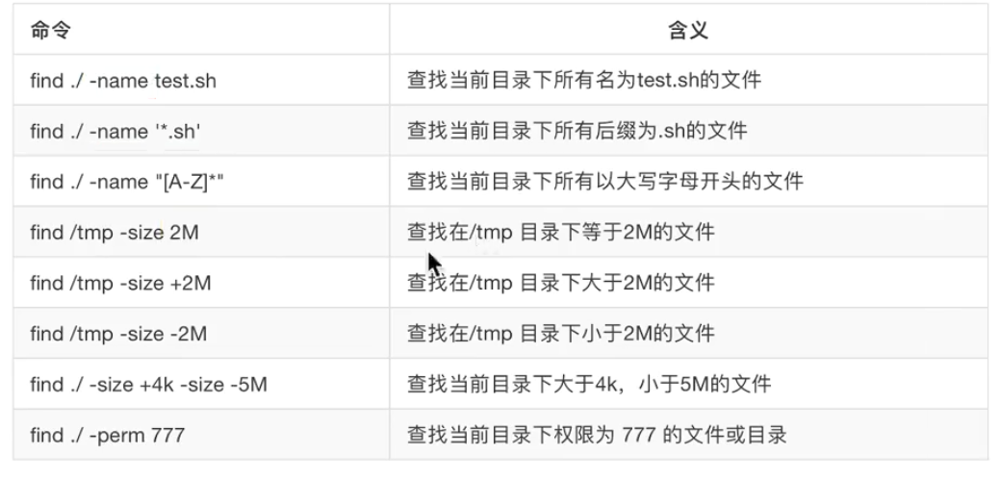 命令 含义
find ./ -name test.sh 查找当前目录下所有名为test.sh的文件
find ./ -name '*.sh' 查找当前目录下所有后缀为.sh的文件
find ./ -name "[A-Z]*" 查找当前目录下所有以大写字母开头的文件
find /tmp -size 2M 查找在/tmp 目录下等于2M的文件
find /tmp -size +2M 查找在/tmp 目录下大于2M的文件
find /tmp -size -2M 查找在/tmp 目录下小于2M的文件
find ./ -size +4k -size -5M 查找当前目录下大于4k，小于5M的文件
find ./ -perm 777 查找当前目录下权限为 777 的文件或目录